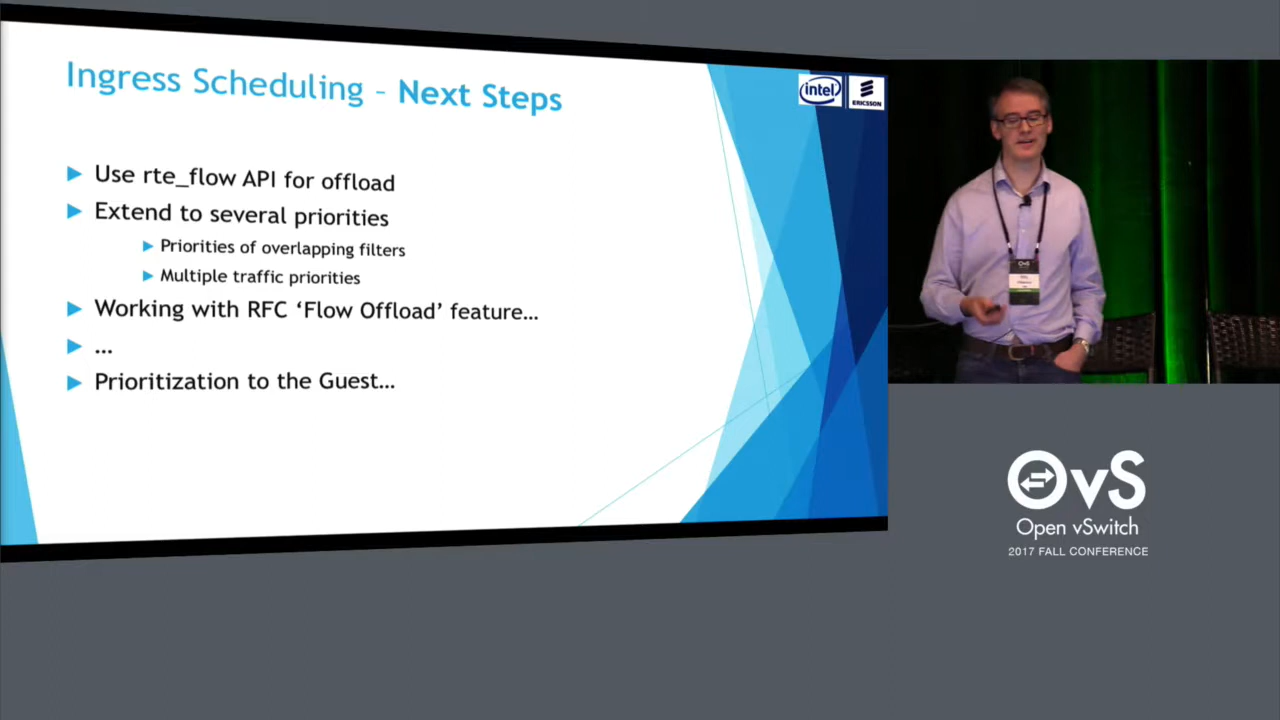 Ingress Scheduling – Next Steps
intel
ERICSSON
Use rte_flow API for offload
Extend to several priorities
Priorities of overlapping filters
Multiple traffic priorities
Working with RFC ‘Flow Offload’ feature…
…
Prioritization to the Guest…
OvS
Open vSwitch
2017 FALL CONFERENCE